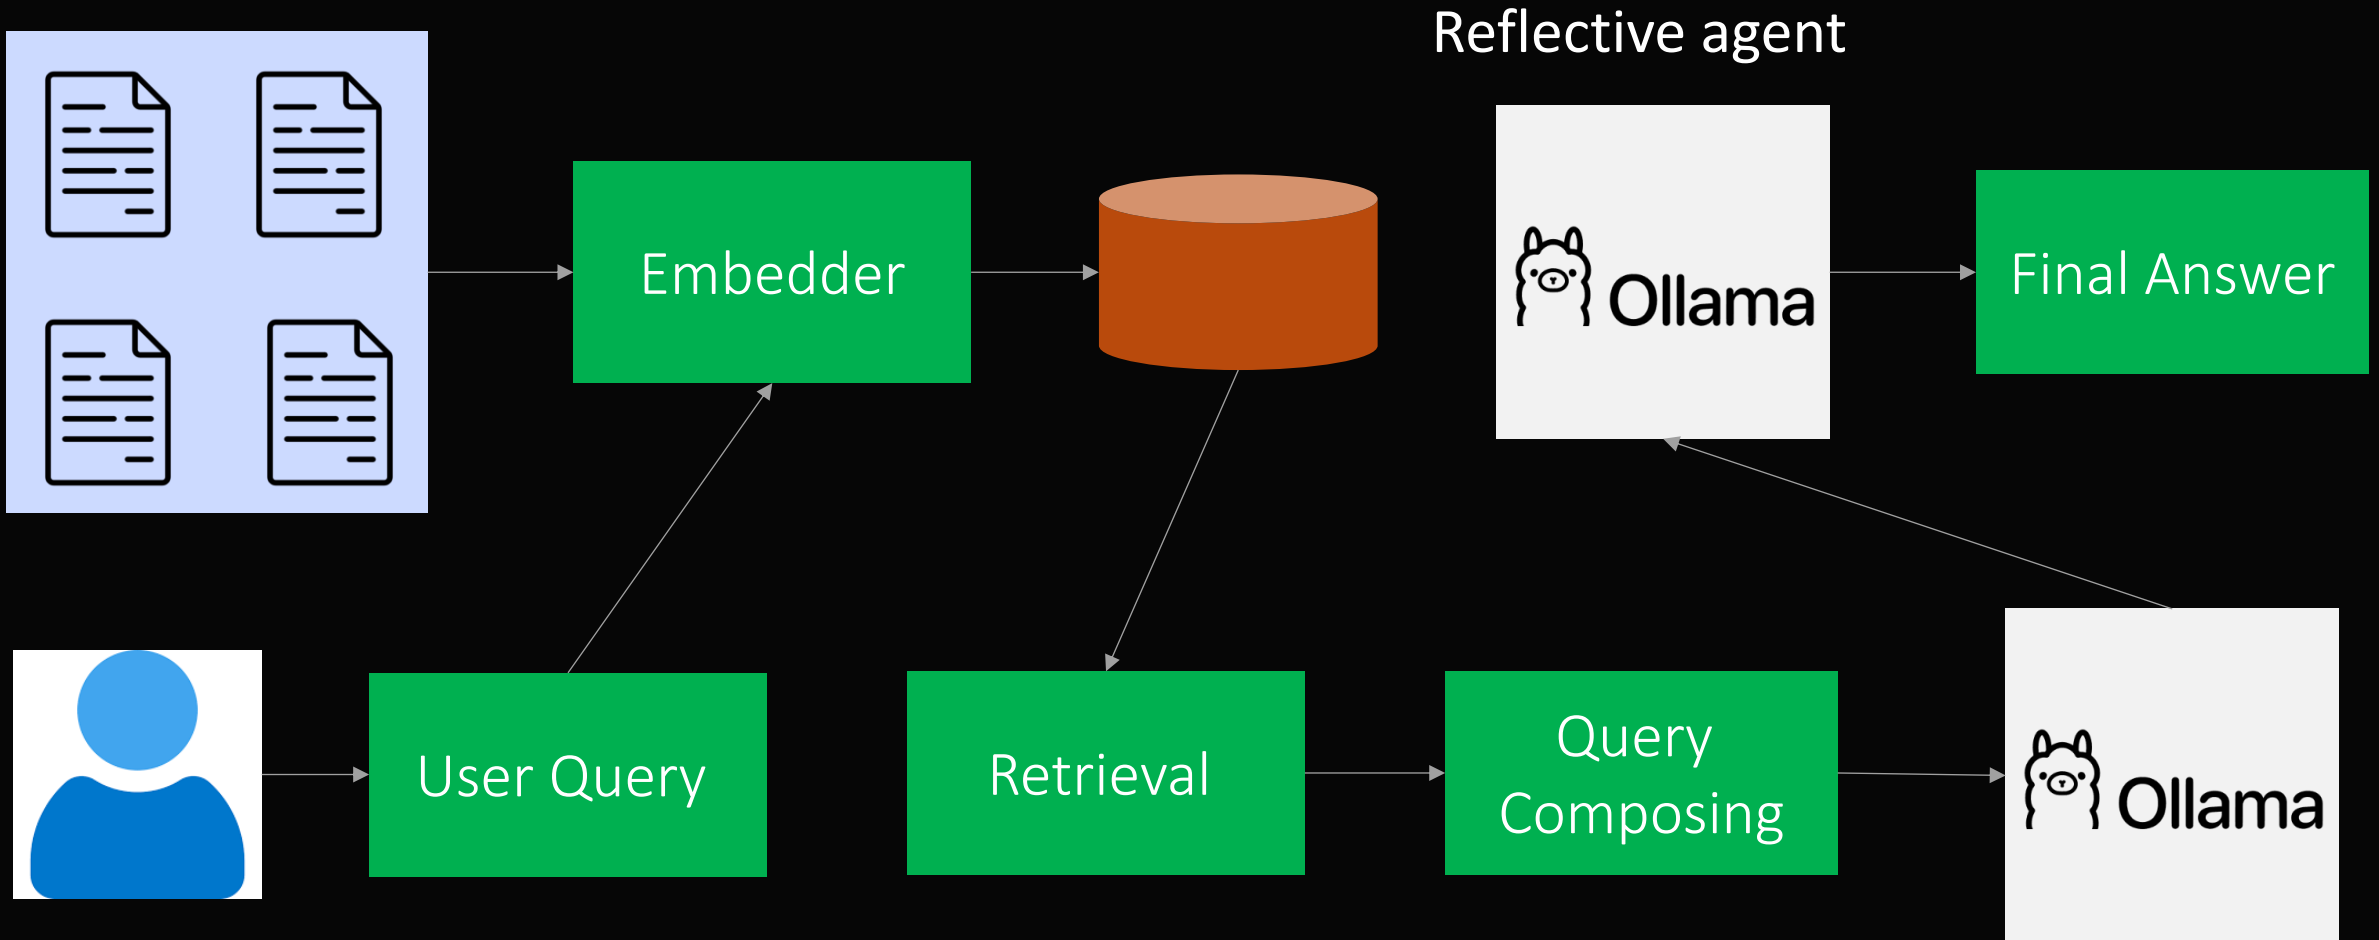 Reflective agent
Embedder
Ollama
Final Answer
User Query
Retrieval
Query
Composing
Ollama